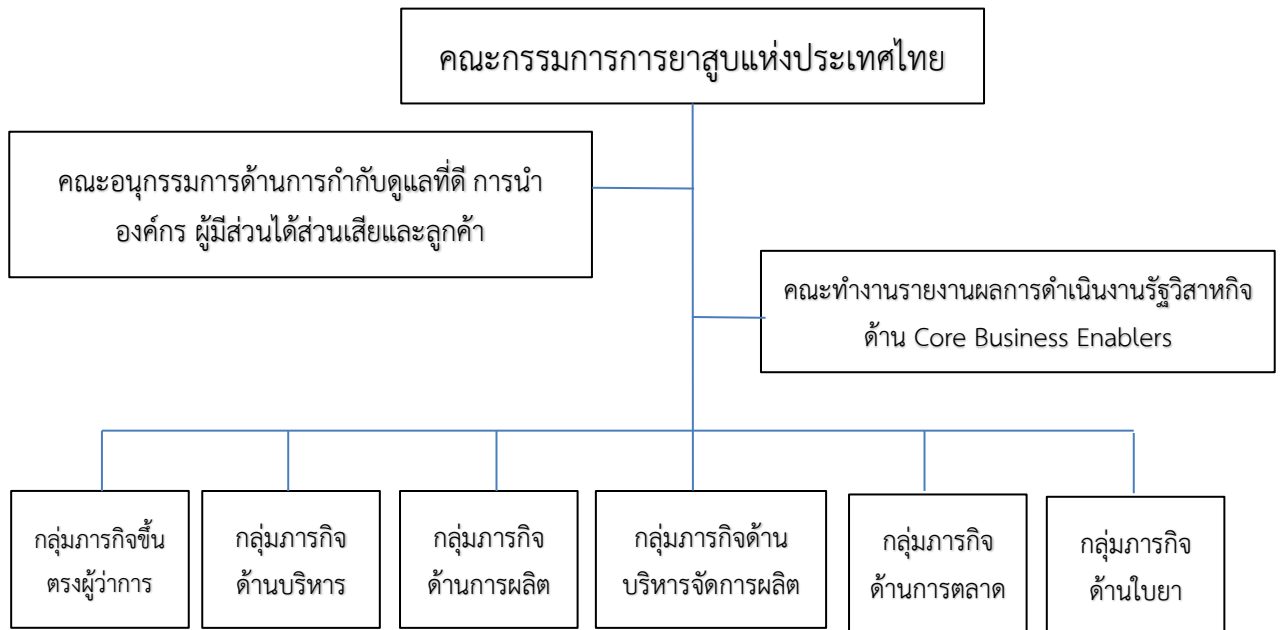 คณะกรรมการการยาสูบแห่งประเทศไทย
คณะอนุกรรมการด้านการกำกับดูแลที่ดี การนำ
องค์กร ผู้มีส่วนได้ส่วนเสียและลูกค้า
คณะทำงานรายงานผลการดำเนินงานรัฐวิสาหกิจ
ด้าน Core Business Enablers
กลุ่มภารกิจขึ้น
ตรงผู้ว่าการ
กลุ่มภารกิจ
ด้านบริหาร
กลุ่มภารกิจ
ด้านการผลิต
กลุ่มภารกิจด้าน
บริหารจัดการผลิต
กลุ่มภารกิจ
ด้านการตลาด
กลุ่มภารกิจ
ด้านใบยา